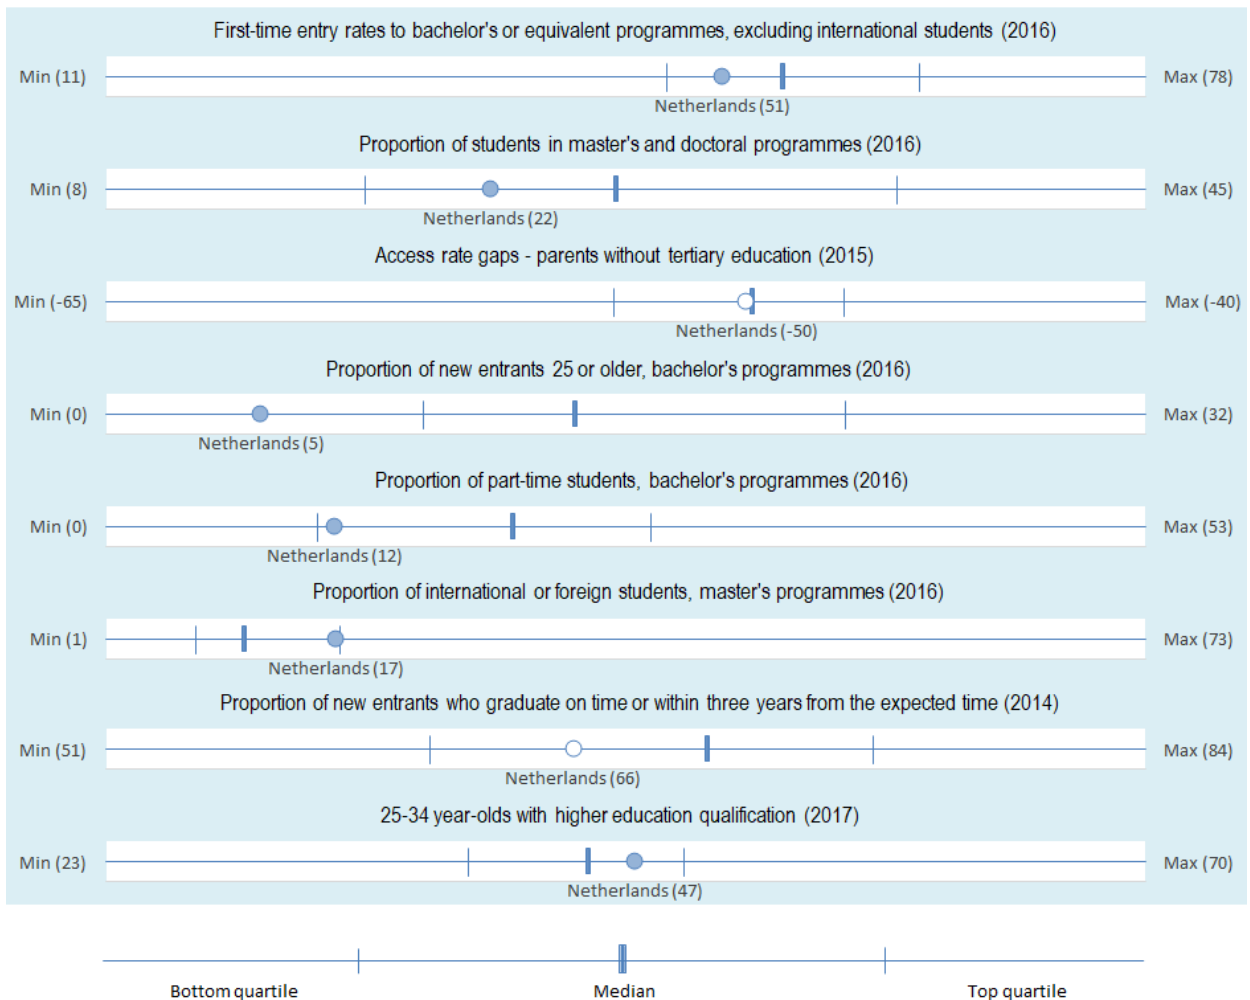 First-time entry rates to bachelor's or equivalent programmes, excluding international students (2016)
Min (11)
Max (78)
Netherlands (51)
Proportion of students in master's and doctoral programmes (2016)
Min (8)
Max (45)
Netherlands (22)
Access rate gaps - parents without tertiary education (2015)
Min (-65)
Max (-40)
Netherlands (-50)
Proportion of new entrants 25 or older, bachelor's programmes (2016)
Min (0)
Max (32)
Netherlands (5)
Proportion of part-time students, bachelor's programmes (2016)
Min (0)
Max (53)
Netherlands (12)
Proportion of international or foreign students, master's programmes (2016)
Min (1)
Max (73)
Netherlands (17)
Proportion of new entrants who graduate on time or within three years from the expected time (2014)
Min (51)
Max (84)
Netherlands (66)
25-34 year-olds with higher education qualification (2017)
Min (23)
Max (70)
Netherlands (47)
Bottom quartile
Median
Top quartile